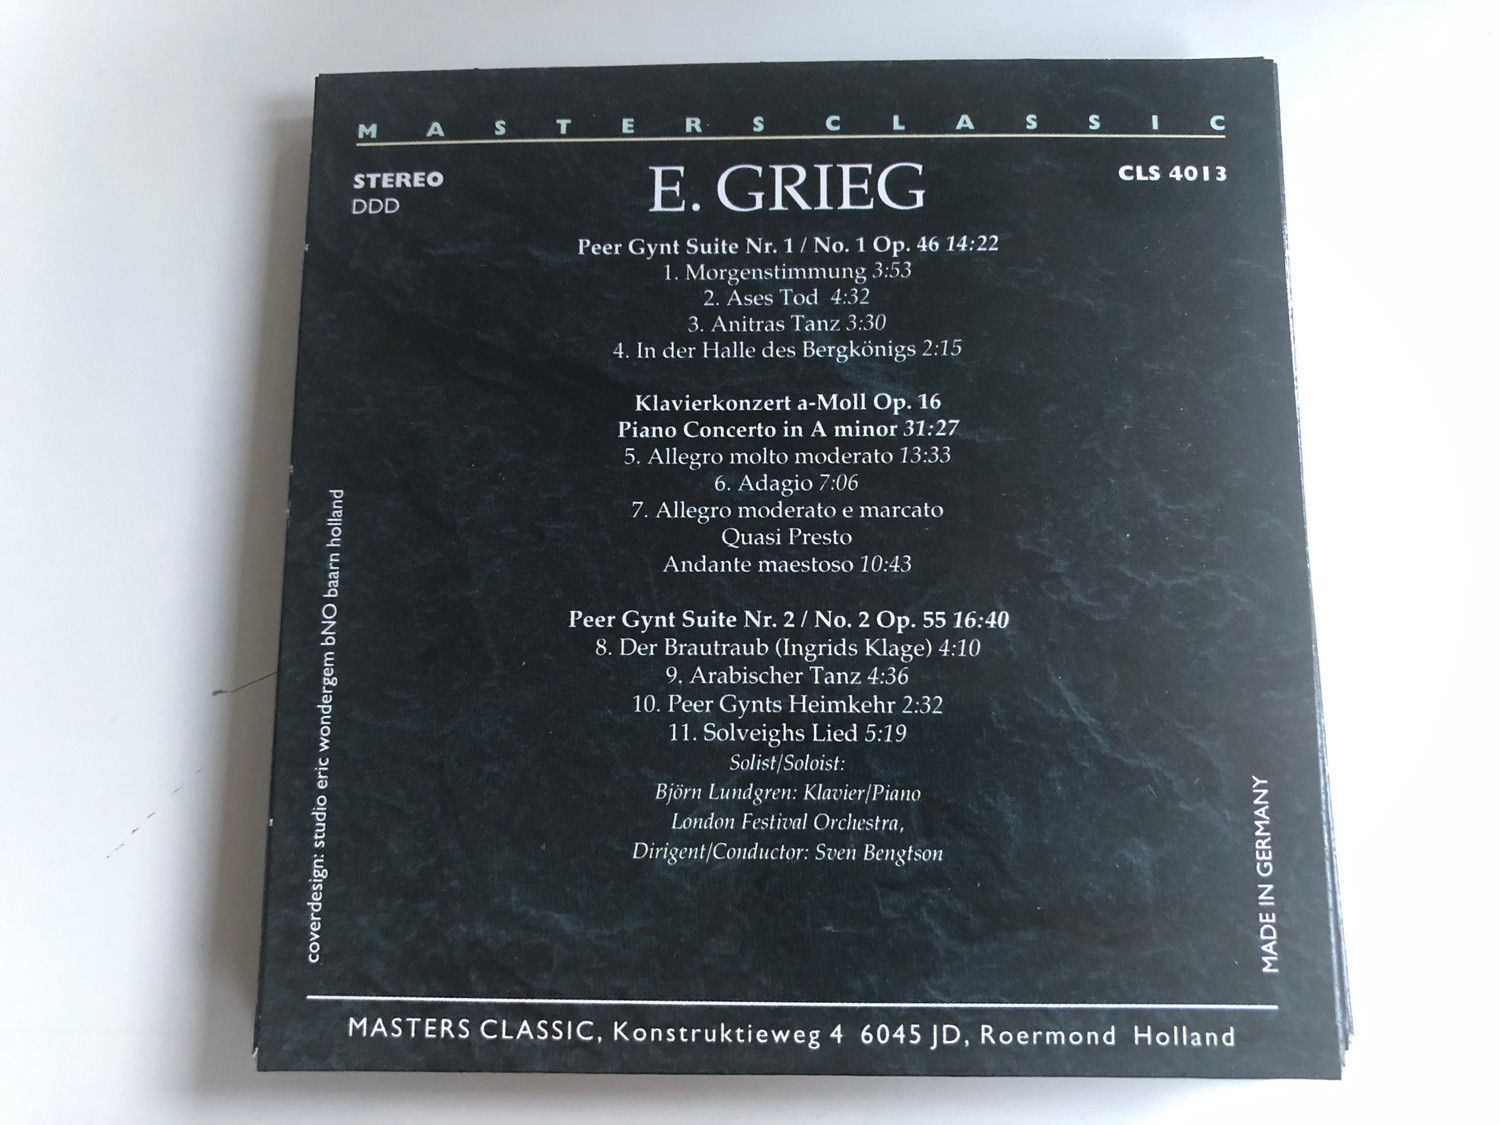 MASTERSCLASSIC
STEREO
DDD
E. GRIEG
CLS 4013
Peer Gynt Suite Nr. 1 / No. 1 Op. 46 14:22
1. Morgenstimmung 3:53
2. Ases Tod 4:32
3. Anitras Tanz 3:30
4. In der Halle des Bergkönigs 2:15
Klavierkonzert a-Moll Op. 16
Piano Concerto in A minor 31:27
5. Allegro molto moderato 13:33
6. Adagio 7:06
7. Allegro moderato e marcato
Quasi Presto
Andante maestoso 10:43
Peer Gynt Suite Nr. 2 / No. 2 Op. 55 16:40
8. Der Brautraub (Ingrids Klage) 4:10
9. Arabischer Tanz 4:36
10. Peer Gynts Heimkehr 2:32
11. Solveighs Lied 5:19
Solist/Soloist:
Björn Lundgren: Klavier/Piano
London Festival Orchestra,
Dirigent/Conductor: Sven Bengtson
coverdesign: studio eric wondergem bNO baarn holland
MADE IN GERMANY
MASTERS CLASSIC, Konstruktieweg 4 6045 JD, Roermond Holland